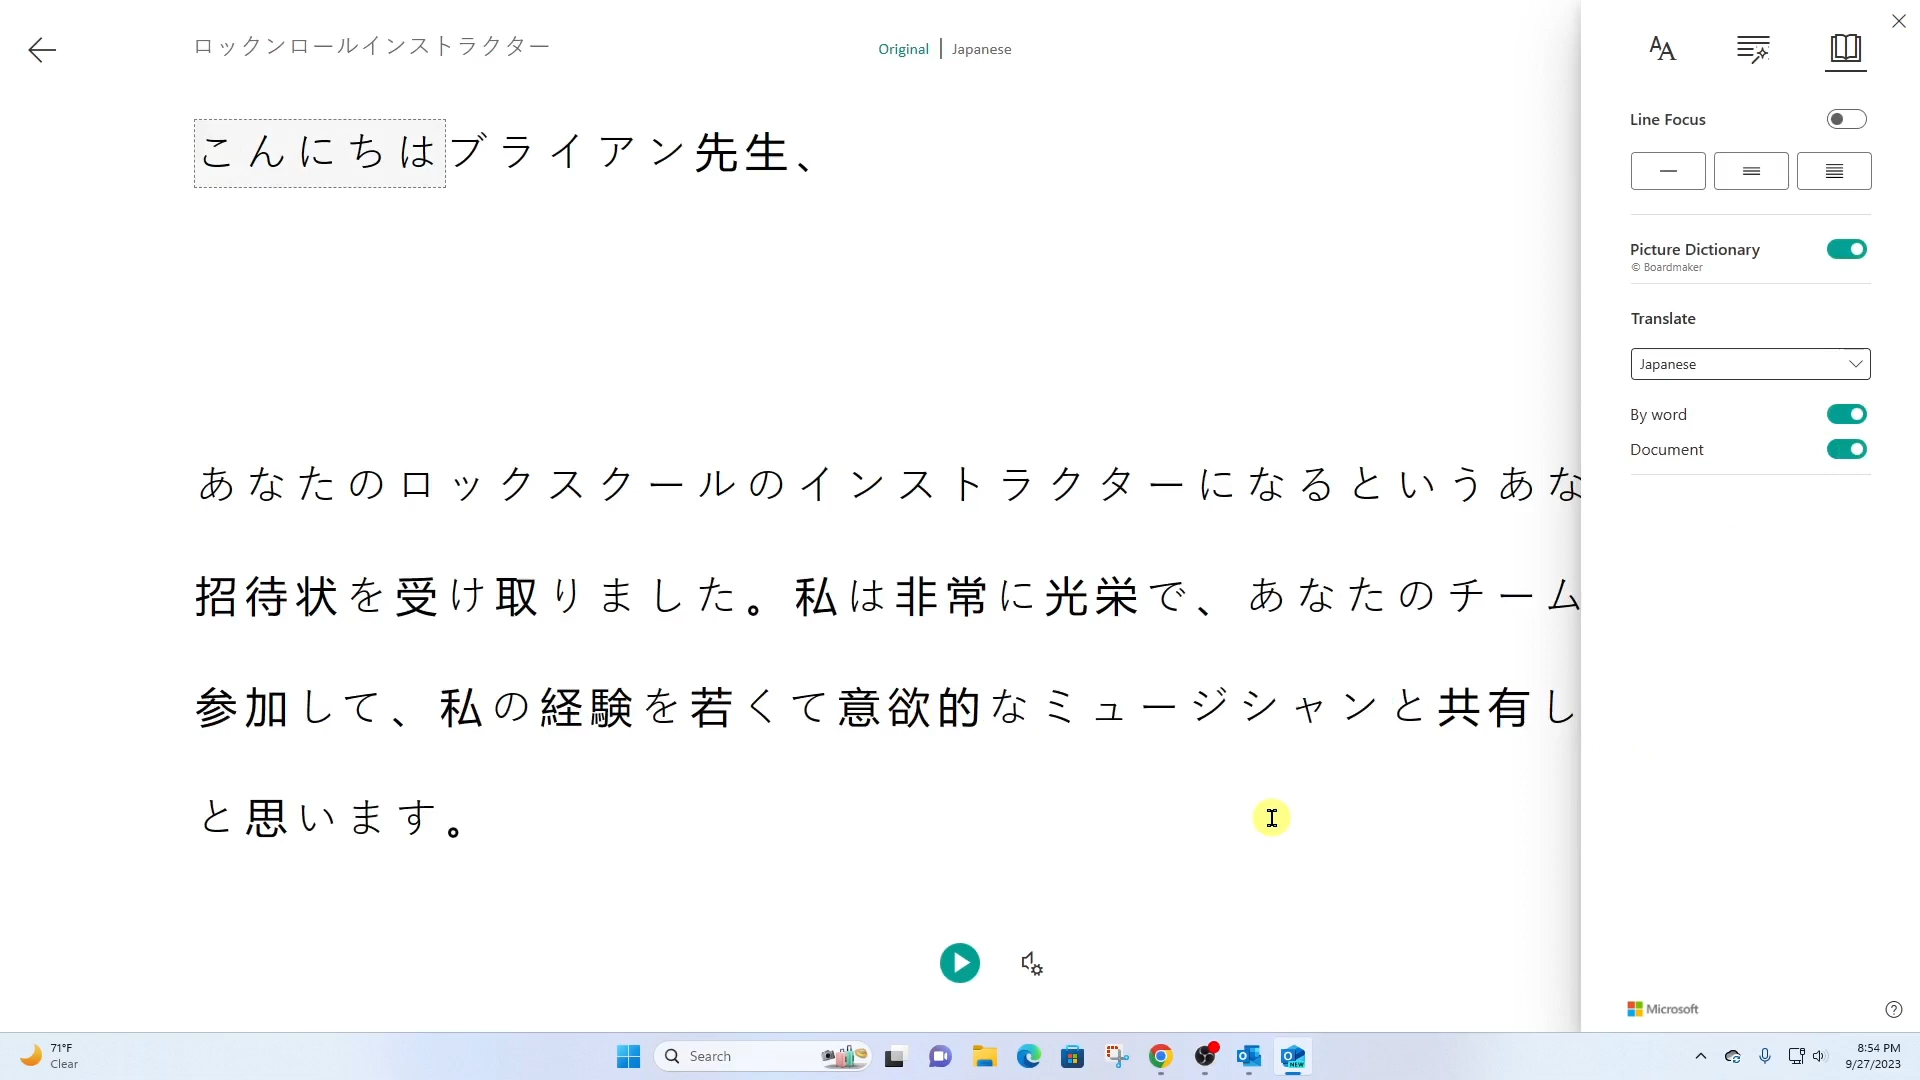 ロックンロールインストラクター
Original | Japanese
こんにちはブライアン先生、
あなたのロックスクールのインストラクターになるというあな
招待状を受け取りました。私は非常に光栄で、あなたのチーム
参加して、私の経験を若くて意欲的なミュージシャンと共有し
と思います。
Line Focus
Picture Dictionary
© Boardmaker
Translate
Japanese
By word
Document
Microsoft
71°F
Clear
Search
8:54 PM
9/27/2023